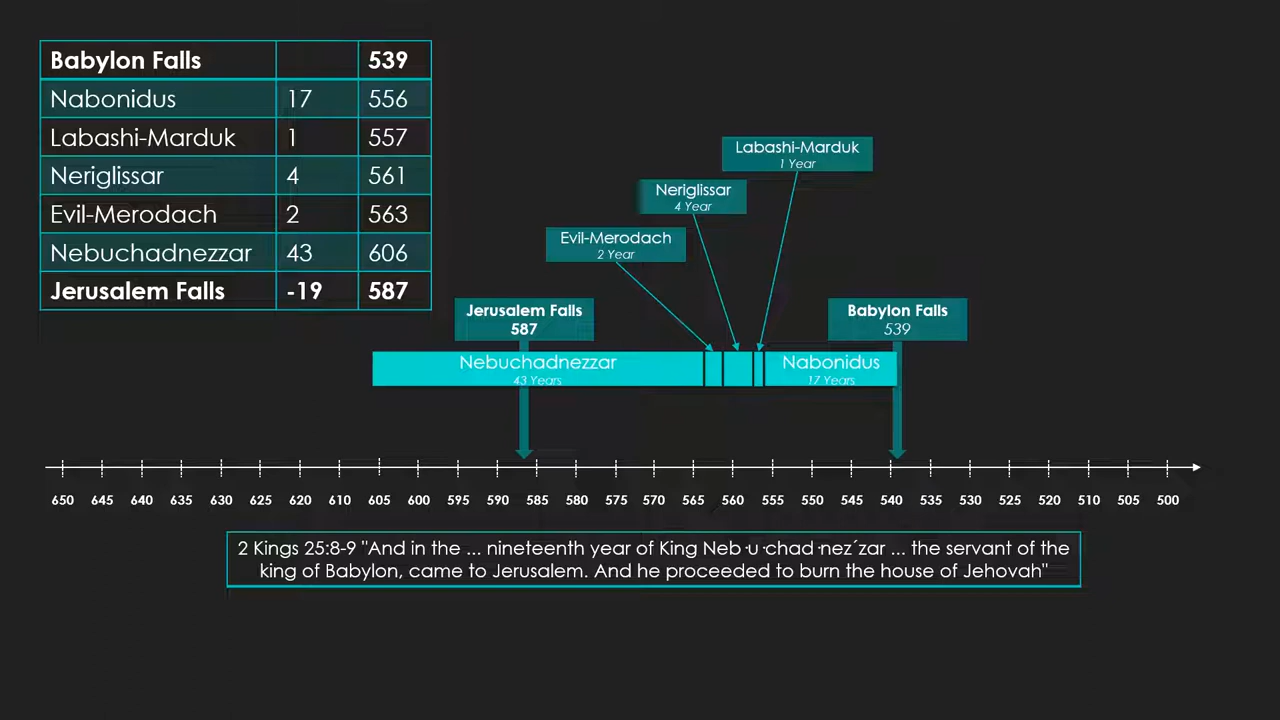 Babylon Falls 539
Nabonidus 17 556
Labashi-Marduk 1 557
Neriglissar 4 561
Evil-Merodach 2 563
Nebuchadnezzar 43 606
Jerusalem Falls -19 587
Labashi-Marduk
1 Year
Neriglissar
4 Year
Evil-Merodach
2 Year
Jerusalem Falls
587
Babylon Falls
539
Nebuchadnezzar
43 Years
Nabonidus
17 Years
650 645 640 635 630 625 620 610 605 600 595 590 585 580 575 570 565 560 555 550 545 540 535 530 525 520 510 505 500
2 Kings 25:8-9 "And in the ... nineteenth year of King Neb·u·chad·nez´zar ... the servant of the
king of Babylon, came to Jerusalem. And he proceeded to burn the house of Jehovah"